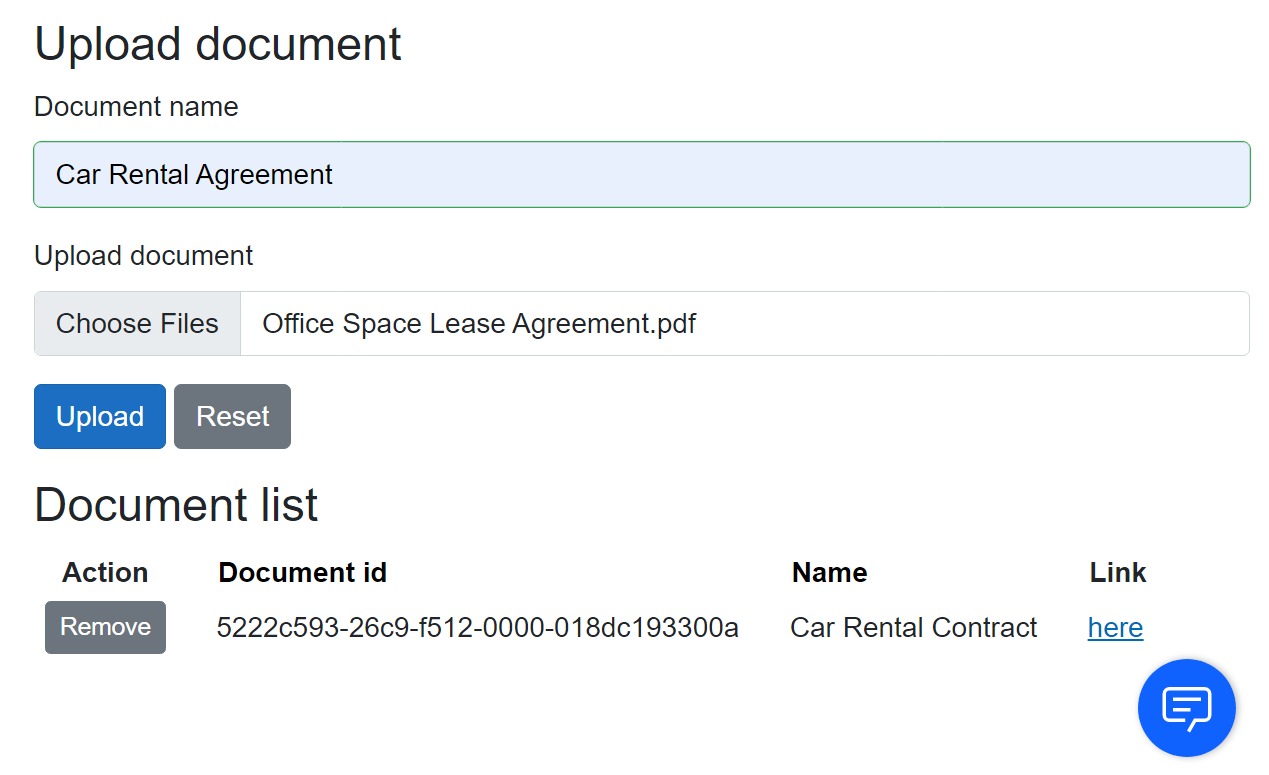 Upload document
Document name
Car Rental Agreement
Upload document
Choose Files Office Space Lease Agreement.pdf
Upload Reset
Document list
Action Document id Name Link
Remove 5222c593-26c9-f512-0000-018dc193300a Car Rental Contract here